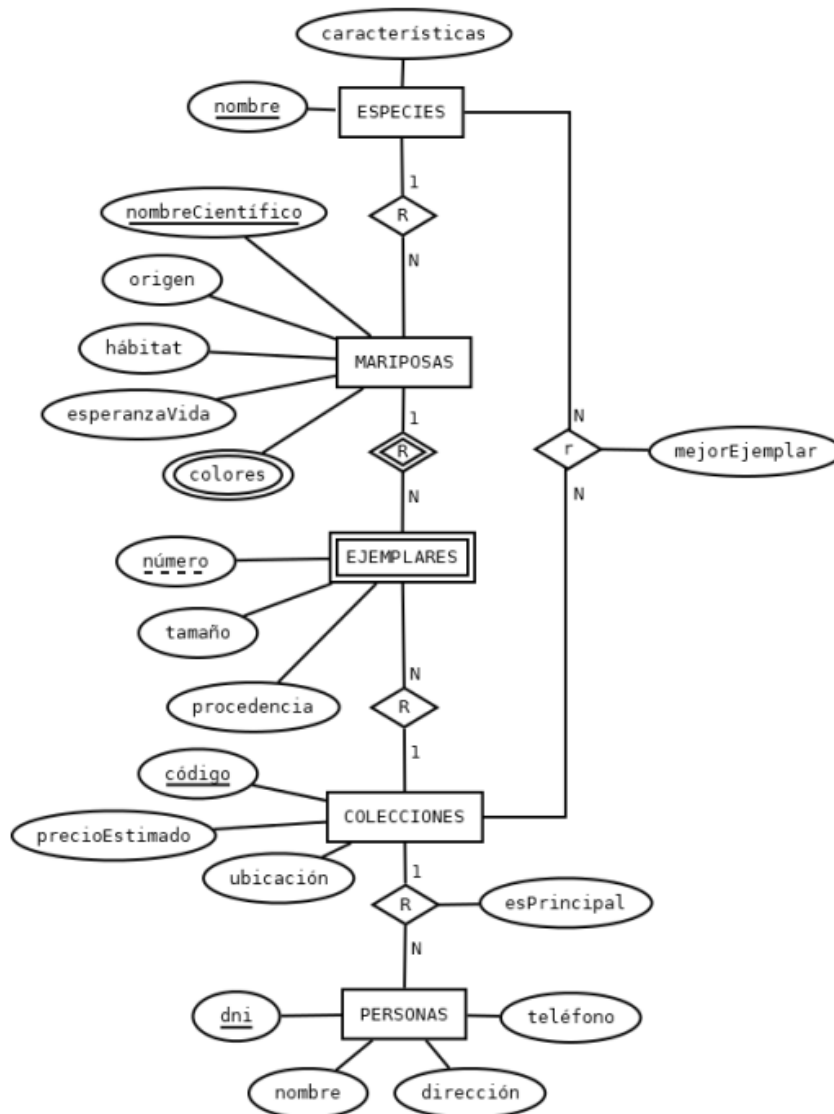 características
nombre
ESPECIES
1
R
nombreCientífico
N
origen
hábitat
MARIPOSAS
esperanzaVida
1
N
colores
R
r
mejorEjemplar
N
N
número
EJEMPLARES
tamaño
N
procedencia
R
1
código
COLECCIONES
precioEstimado
1
ubicación
R
esPrincipal
N
dni
PERSONAS
teléfono
nombre
dirección